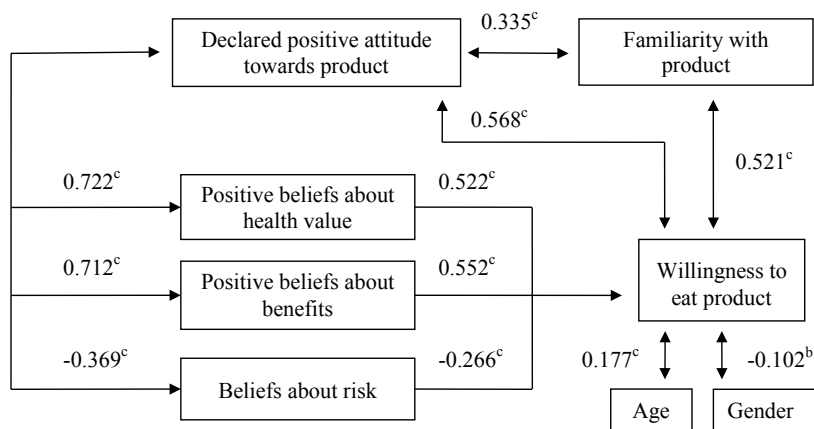 Declared positive attitude
towards product
0.335ᶜ
Familiarity with
product
0.568ᶜ
0.521ᶜ
0.722ᶜ
Positive beliefs about
health value
0.522ᶜ
0.712ᶜ
Positive beliefs about
benefits
0.552ᶜ
Willingness to
eat product
-0.369ᶜ
Beliefs about risk
-0.266ᶜ
0.177ᶜ
-0.102ᵇ
Age
Gender